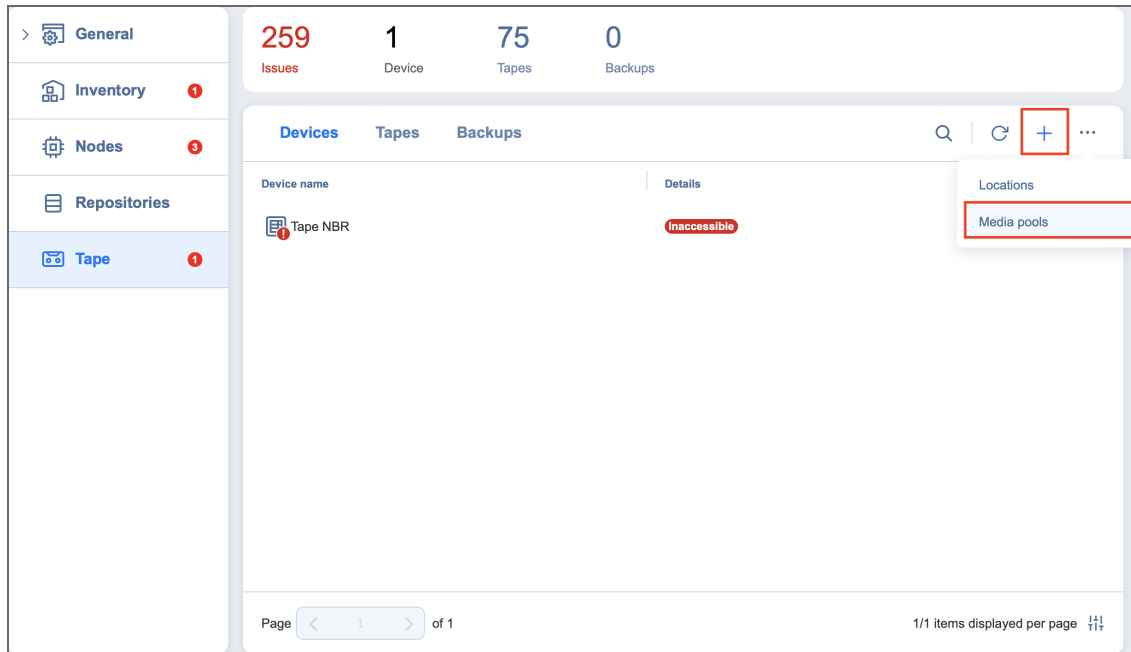 General
Inventory 1
Nodes 3
Repositories
Tape 1
259 1 75 0
Issues Device Tapes Backups
Devices Tapes Backups
Locations
Media pools
Device name Details
Tape NBR Inaccessible
Page 1 of 1
1/1 items displayed per page